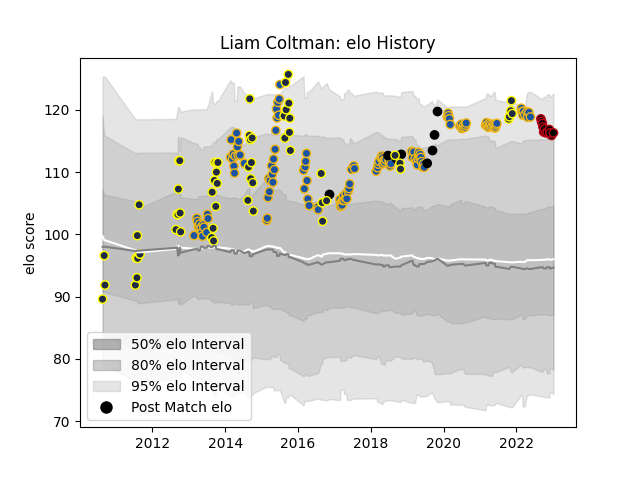 Liam Coltman: elo History
elo score
120
110
100
90
80
70
50% elo Interval
80% elo Interval
95% elo Interval
Post Match elo
2012 2014 2016 2018 2020 2022